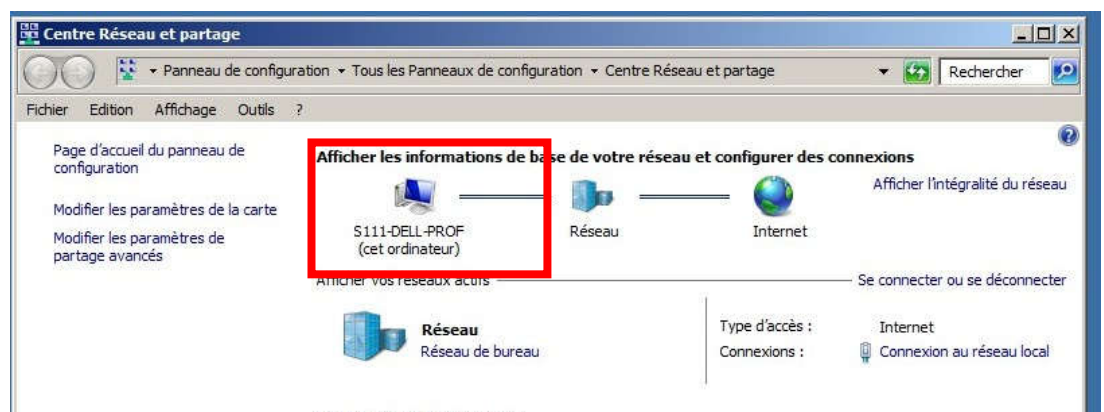 Centre Réseau et partage
Panneau de configuration Tous les Panneaux de configuration Centre Réseau et partage Rechercher
Fichier Edition Affichage Outils ?
Page d'accueil du panneau de
configuration
Modifier les paramètres de la carte
Modifier les paramètres de
partage avancés
Afficher les informations de base de votre réseau et configurer des connexions
Afficher l'intégralité du réseau
S111-DELL-PROF
(cet ordinateur)
Réseau
Internet
Afficher vos réseaux actifs
Se connecter ou se déconnecter
Réseau
Réseau de bureau
Type d'accès : Internet
Connexions : Connexion au réseau local